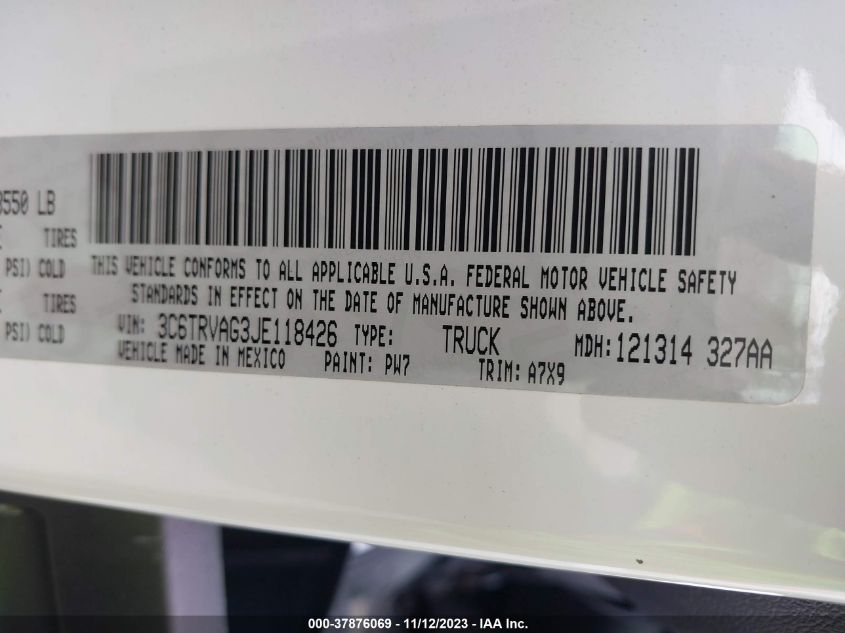 550 LB
TIRES
PSI) COLD
TIRES
PSI) COLD
THIS VEHICLE CONFORMS TO ALL APPLICABLE U.S.A. FEDERAL MOTOR VEHICLE SAFETY
STANDARDS IN EFFECT ON THE DATE OF MANUFACTURE SHOWN ABOVE.
VIN: 3C6TRVAG3JE118426 TYPE: TRUCK MDH: 121314 327AA
VEHICLE MADE IN MEXICO PAINT: PW7 TRIM: A7X9
000-37876069 - 11/12/2023 - IAA Inc.